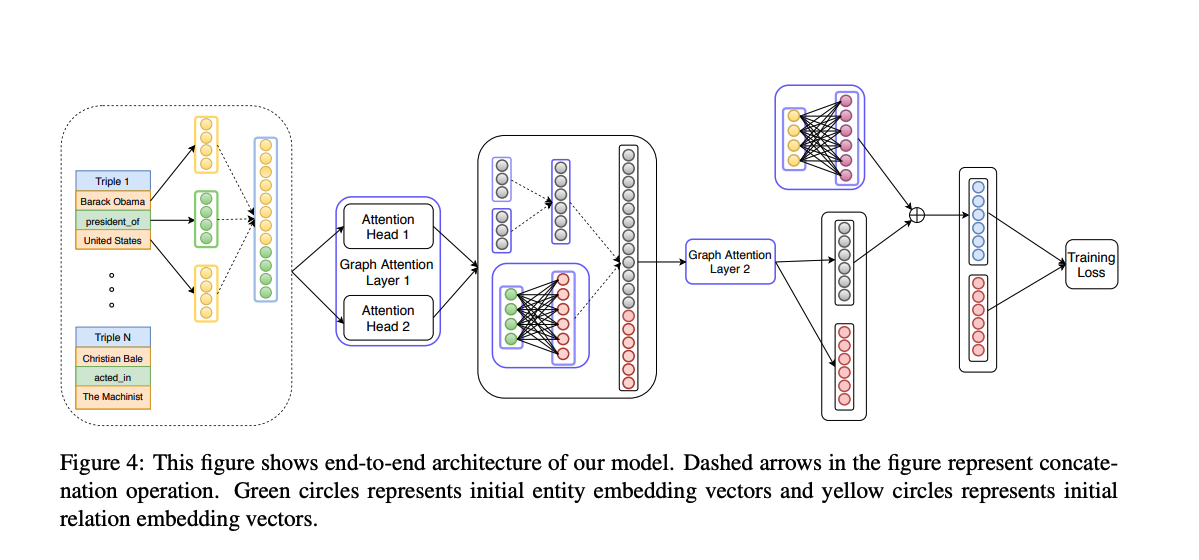 Triple 1
Barack Obama
president_of
United States
Triple N
Christian Bale
acted_in
The Machinist
Attention
Head 1
Graph Attention
Layer 1
Attention
Head 2
Graph Attention
Layer 2
Training
Loss
Figure 4: This figure shows end-to-end architecture of our model. Dashed arrows in the figure represent concate-
nation operation. Green circles represents initial entity embedding vectors and yellow circles represents initial
relation embedding vectors.